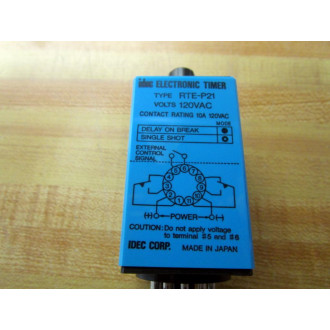 idec ELECTRONIC TIMER
TYPE RTE-P21
VOLTS 120VAC
CONTACT RATING 10A 120VAC
MODE
DELAY ON BREAK
SINGLE SHOT
EXTERNAL
CONTROL
SIGNAL
(+) POWER (-)
CAUTION: Do not apply voltage
to terminal #5 and #6
IDEC CORP. MADE IN JAPAN